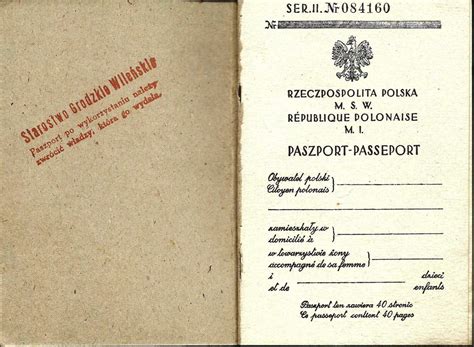 Starostwo Grodzkie Wileńskie
Paszport po wykorzystaniu należy
zwrócić władzy, która go wydała.
SER.II. № 084160
RZECZPOSPOLITA POLSKA
M. S. W.
RÉPUBLIQUE POLONAISE
M. I.
PASZPORT-PASSEPORT
Obywatel polski
Citoyen polonais
zamieszkały w
domicilié à
w towarzystwie żony
accompagné de sa femme
i dzieci
et de enfants
Paszport ten zawiera 40 stronic
Ce passeport contient 40 pages